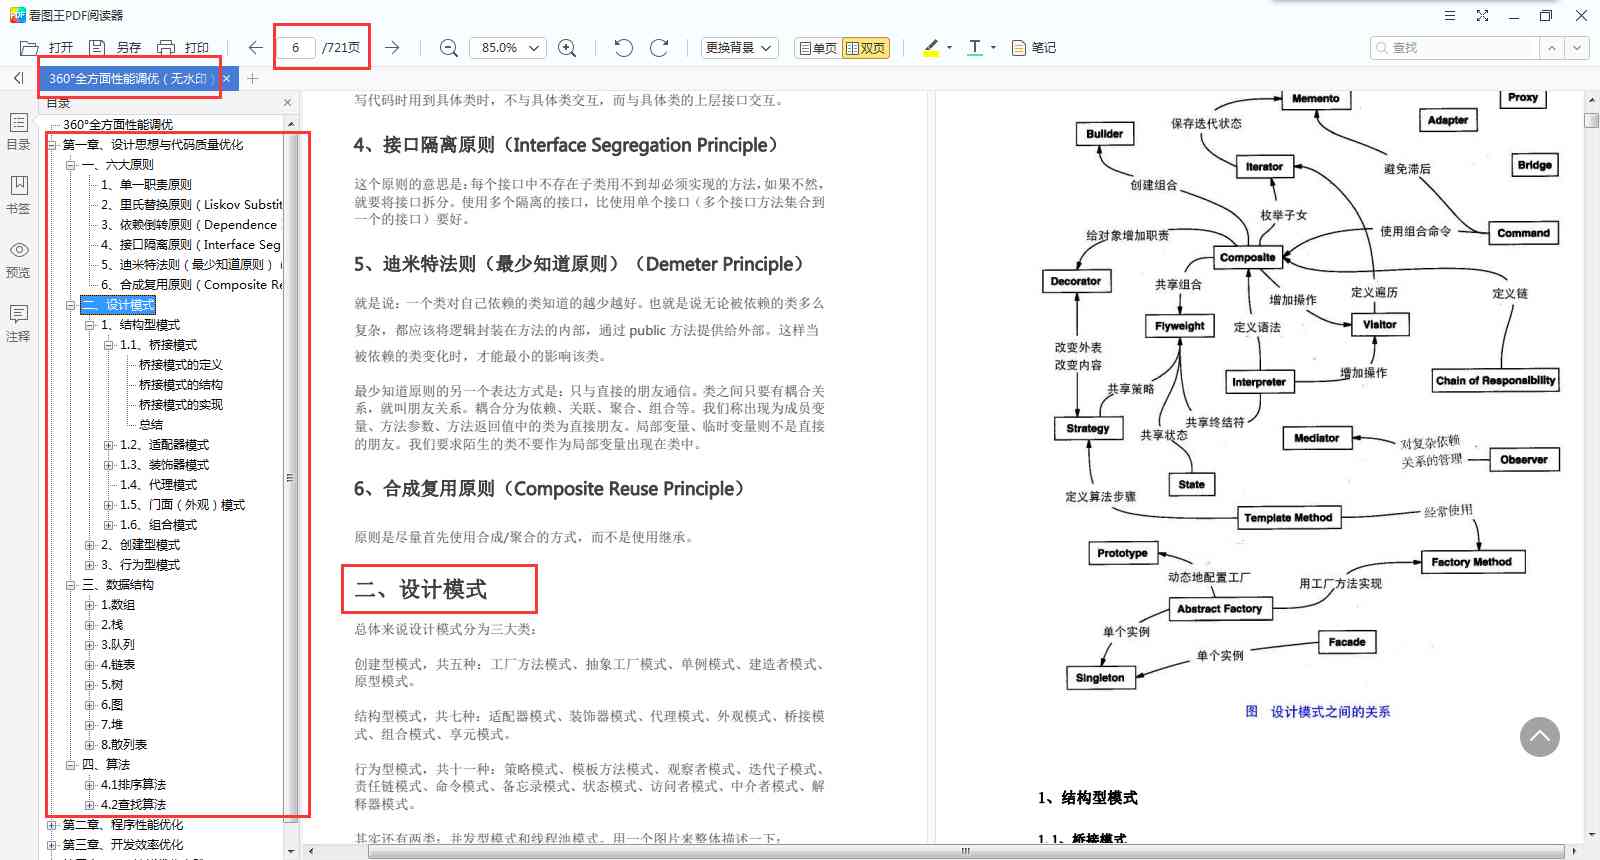 看图王PDF阅读器
打开 另存 打印 6 /721页 85.0% 更换背景 单页 双页 T 笔记 查找
360°全方面性能调优（无水印）
目录
目录
书签
预览
注释
360°全方面性能调优
第一章、设计思想与代码质量优化
一、六大原则
1、单一职责原则
2、里氏替换原则（Liskov Substit
3、依赖倒转原则（Dependence
4、接口隔离原则（Interface Seg
5、迪米特法则（最少知道原则）（
6、合成复用原则（Composite Re
二、设计模式
1、结构型模式
1.1、桥接模式
桥接模式的定义
桥接模式的结构
桥接模式的实现
总结
1.2、适配器模式
1.3、装饰器模式
1.4、代理模式
1.5、门面（外观）模式
1.6、组合模式
2、创建型模式
3、行为型模式
三、数据结构
1.数组
2.栈
3.队列
4.链表
5.树
6.图
7.堆
8.散列表
四、算法
4.1排序算法
4.2查找算法
第二章、程序性能优化
第三章、开发效率优化
写代码时用到具体类时，不与具体类交互，而与具体类的上层接口交互。
4、接口隔离原则（Interface Segregation Principle）
这个原则的意思是：每个接口中不存在子类用不到却必须实现的方法，如果不然，
就要将接口拆分。使用多个隔离的接口，比使用单个接口（多个接口方法集合到
一个的接口）要好。
5、迪米特法则（最少知道原则）（Demeter Principle）
就是说：一个类对自己依赖的类知道的越少越好。也就是说无论被依赖的类多么
复杂，都应该将逻辑封装在方法的内部，通过 public 方法提供给外部。这样当
被依赖的类变化时，才能最小的影响该类。
最少知道原则的另一个表达方式是：只与直接的朋友通信。类之间只要有耦合关
系，就叫朋友关系。耦合分为依赖、关联、聚合、组合等。我们称出现为成员变
量、方法参数、方法返回值中的类为直接朋友。局部变量、临时变量则不是直接
的朋友。我们要求陌生的类不要作为局部变量出现在类中。
6、合成复用原则（Composite Reuse Principle）
原则是尽量首先使用合成/聚合的方式，而不是使用继承。
二、设计模式
总体来说设计模式分为三大类：
创建型模式，共五种：工厂方法模式、抽象工厂模式、单例模式、建造者模式、
原型模式。
结构型模式，共七种：适配器模式、装饰器模式、代理模式、外观模式、桥接模
式、组合模式、享元模式。
行为型模式，共十一种：策略模式、模板方法模式、观察者模式、迭代子模式、
责任链模式、命令模式、备忘录模式、状态模式、访问者模式、中介者模式、解
释器模式。
其实还有两类：并发型模式和线程池模式。用一个图片来整体描述一下：
Memento
Proxy
保存迭代状态
Adapter
Builder
Iterator
避免滞后
Bridge
创建组合
枚举子女
给对象增加职责
使用组合命令
Command
Composite
Decorator
共享组合
增加操作
定义遍历
定义链
Flyweight
定义语法
Visitor
改变外表
改变内容
共享策略
Interpreter
增加操作
Chain of Responsibility
共享终结符
Strategy
共享状态
Mediator
对复杂依赖
关系的管理
Observer
State
定义算法步骤
Template Method
经常使用
Prototype
Factory Method
动态地配置工厂
用工厂方法实现
Abstract Factory
单个实例
Facade
单个实例
Singleton
图 设计模式之间的关系
1、结构型模式
1.1、桥接模式